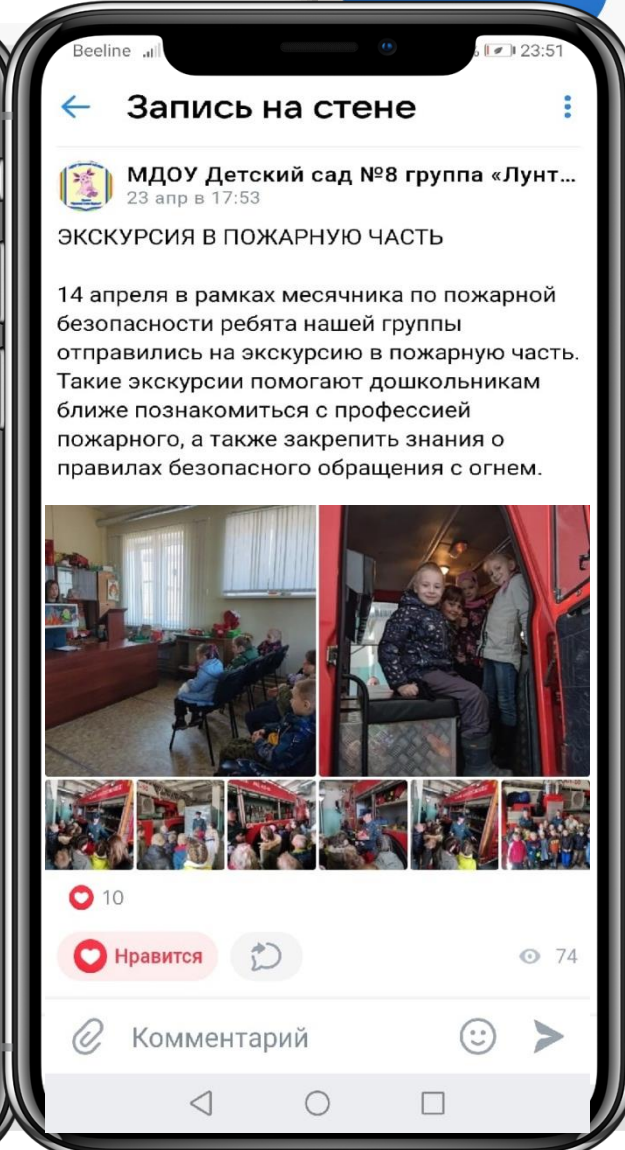 Beeline 23:51
Запись на стене
МДОУ Детский сад №8 группа «Лунт...
23 апр в 17:53
ЭКСКУРСИЯ В ПОЖАРНУЮ ЧАСТЬ
14 апреля в рамках месячника по пожарной
безопасности ребята нашей группы
отправились на экскурсию в пожарную часть.
Такие экскурсии помогают дошкольникам
ближе познакомиться с профессией
пожарного, а также закрепить знания о
правилах безопасного обращения с огнем.
10
Нравится
74
Комментарий